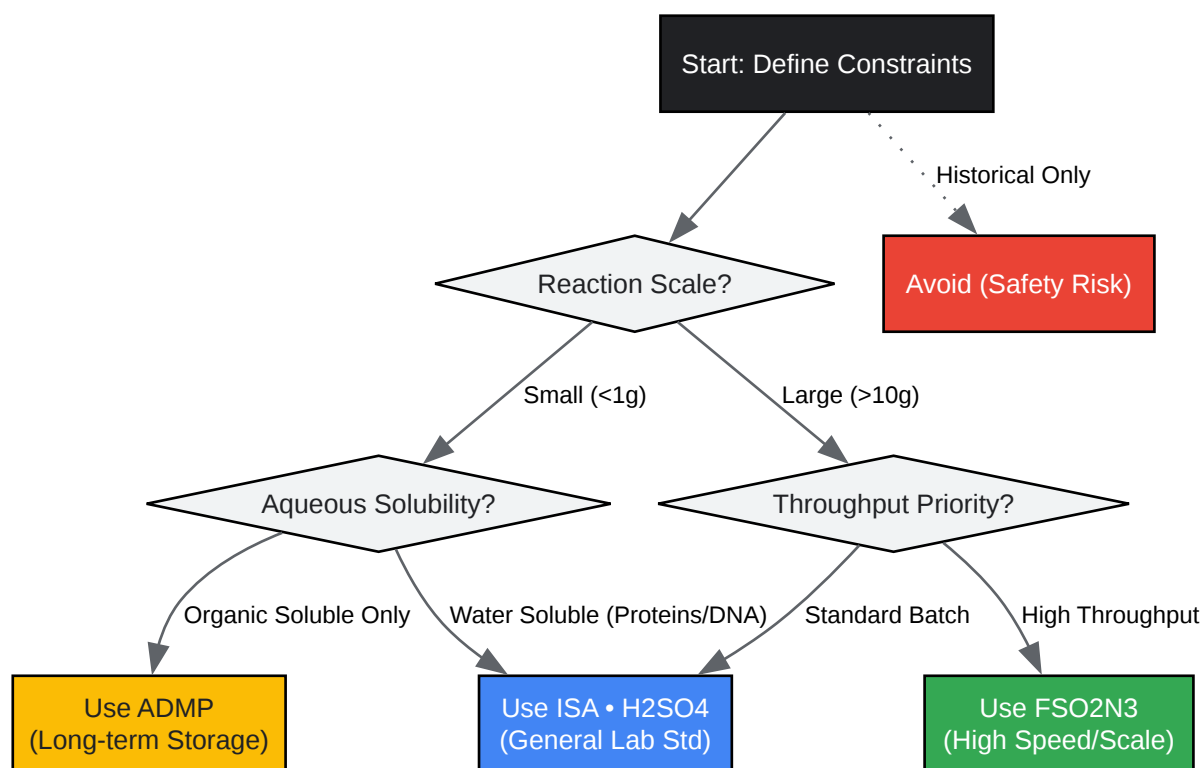 Start: Define Constraints
Historical Only
Reaction Scale?
Avoid (Safety Risk)
Small (<1g)
Large (>10g)
Aqueous Solubility?
Throughput Priority?
Organic Soluble Only
Water Soluble (Proteins/DNA)
Standard Batch
High Throughput
Use ADMP
(Long-term Storage)
Use ISA • H2SO4
(General Lab Std)
Use FSO2N3
(High Speed/Scale)